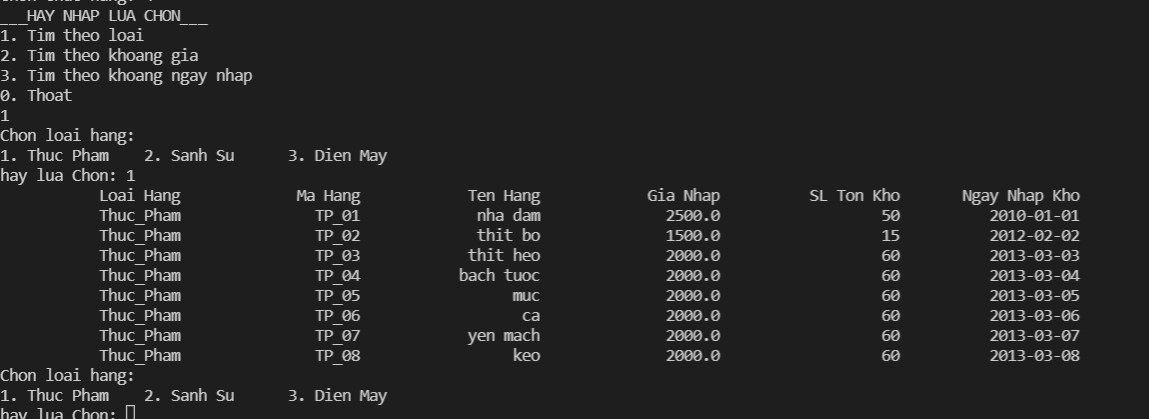 ___HAY NHAP LUA CHON___
1. Tim theo loai
2. Tim theo khoang gia
3. Tim theo khoang ngay nhap
0. Thoat
1
Chon loai hang:
1. Thuc Pham    2. Sanh Su      3. Dien May
hay lua Chon: 1
Loai Hang Ma Hang Ten Hang Gia Nhap SL Ton Kho Ngay Nhap Kho
Thuc_Pham TP_01 nha dam 2500.0 50 2010-01-01
Thuc_Pham TP_02 thit bo 1500.0 15 2012-02-02
Thuc_Pham TP_03 thit heo 2000.0 60 2013-03-03
Thuc_Pham TP_04 bach tuoc 2000.0 60 2013-03-04
Thuc_Pham TP_05 muc 2000.0 60 2013-03-05
Thuc_Pham TP_06 ca 2000.0 60 2013-03-06
Thuc_Pham TP_07 yen mach 2000.0 60 2013-03-07
Thuc_Pham TP_08 keo 2000.0 60 2013-03-08
Chon loai hang:
1. Thuc Pham    2. Sanh Su      3. Dien May
hay lua Chon: